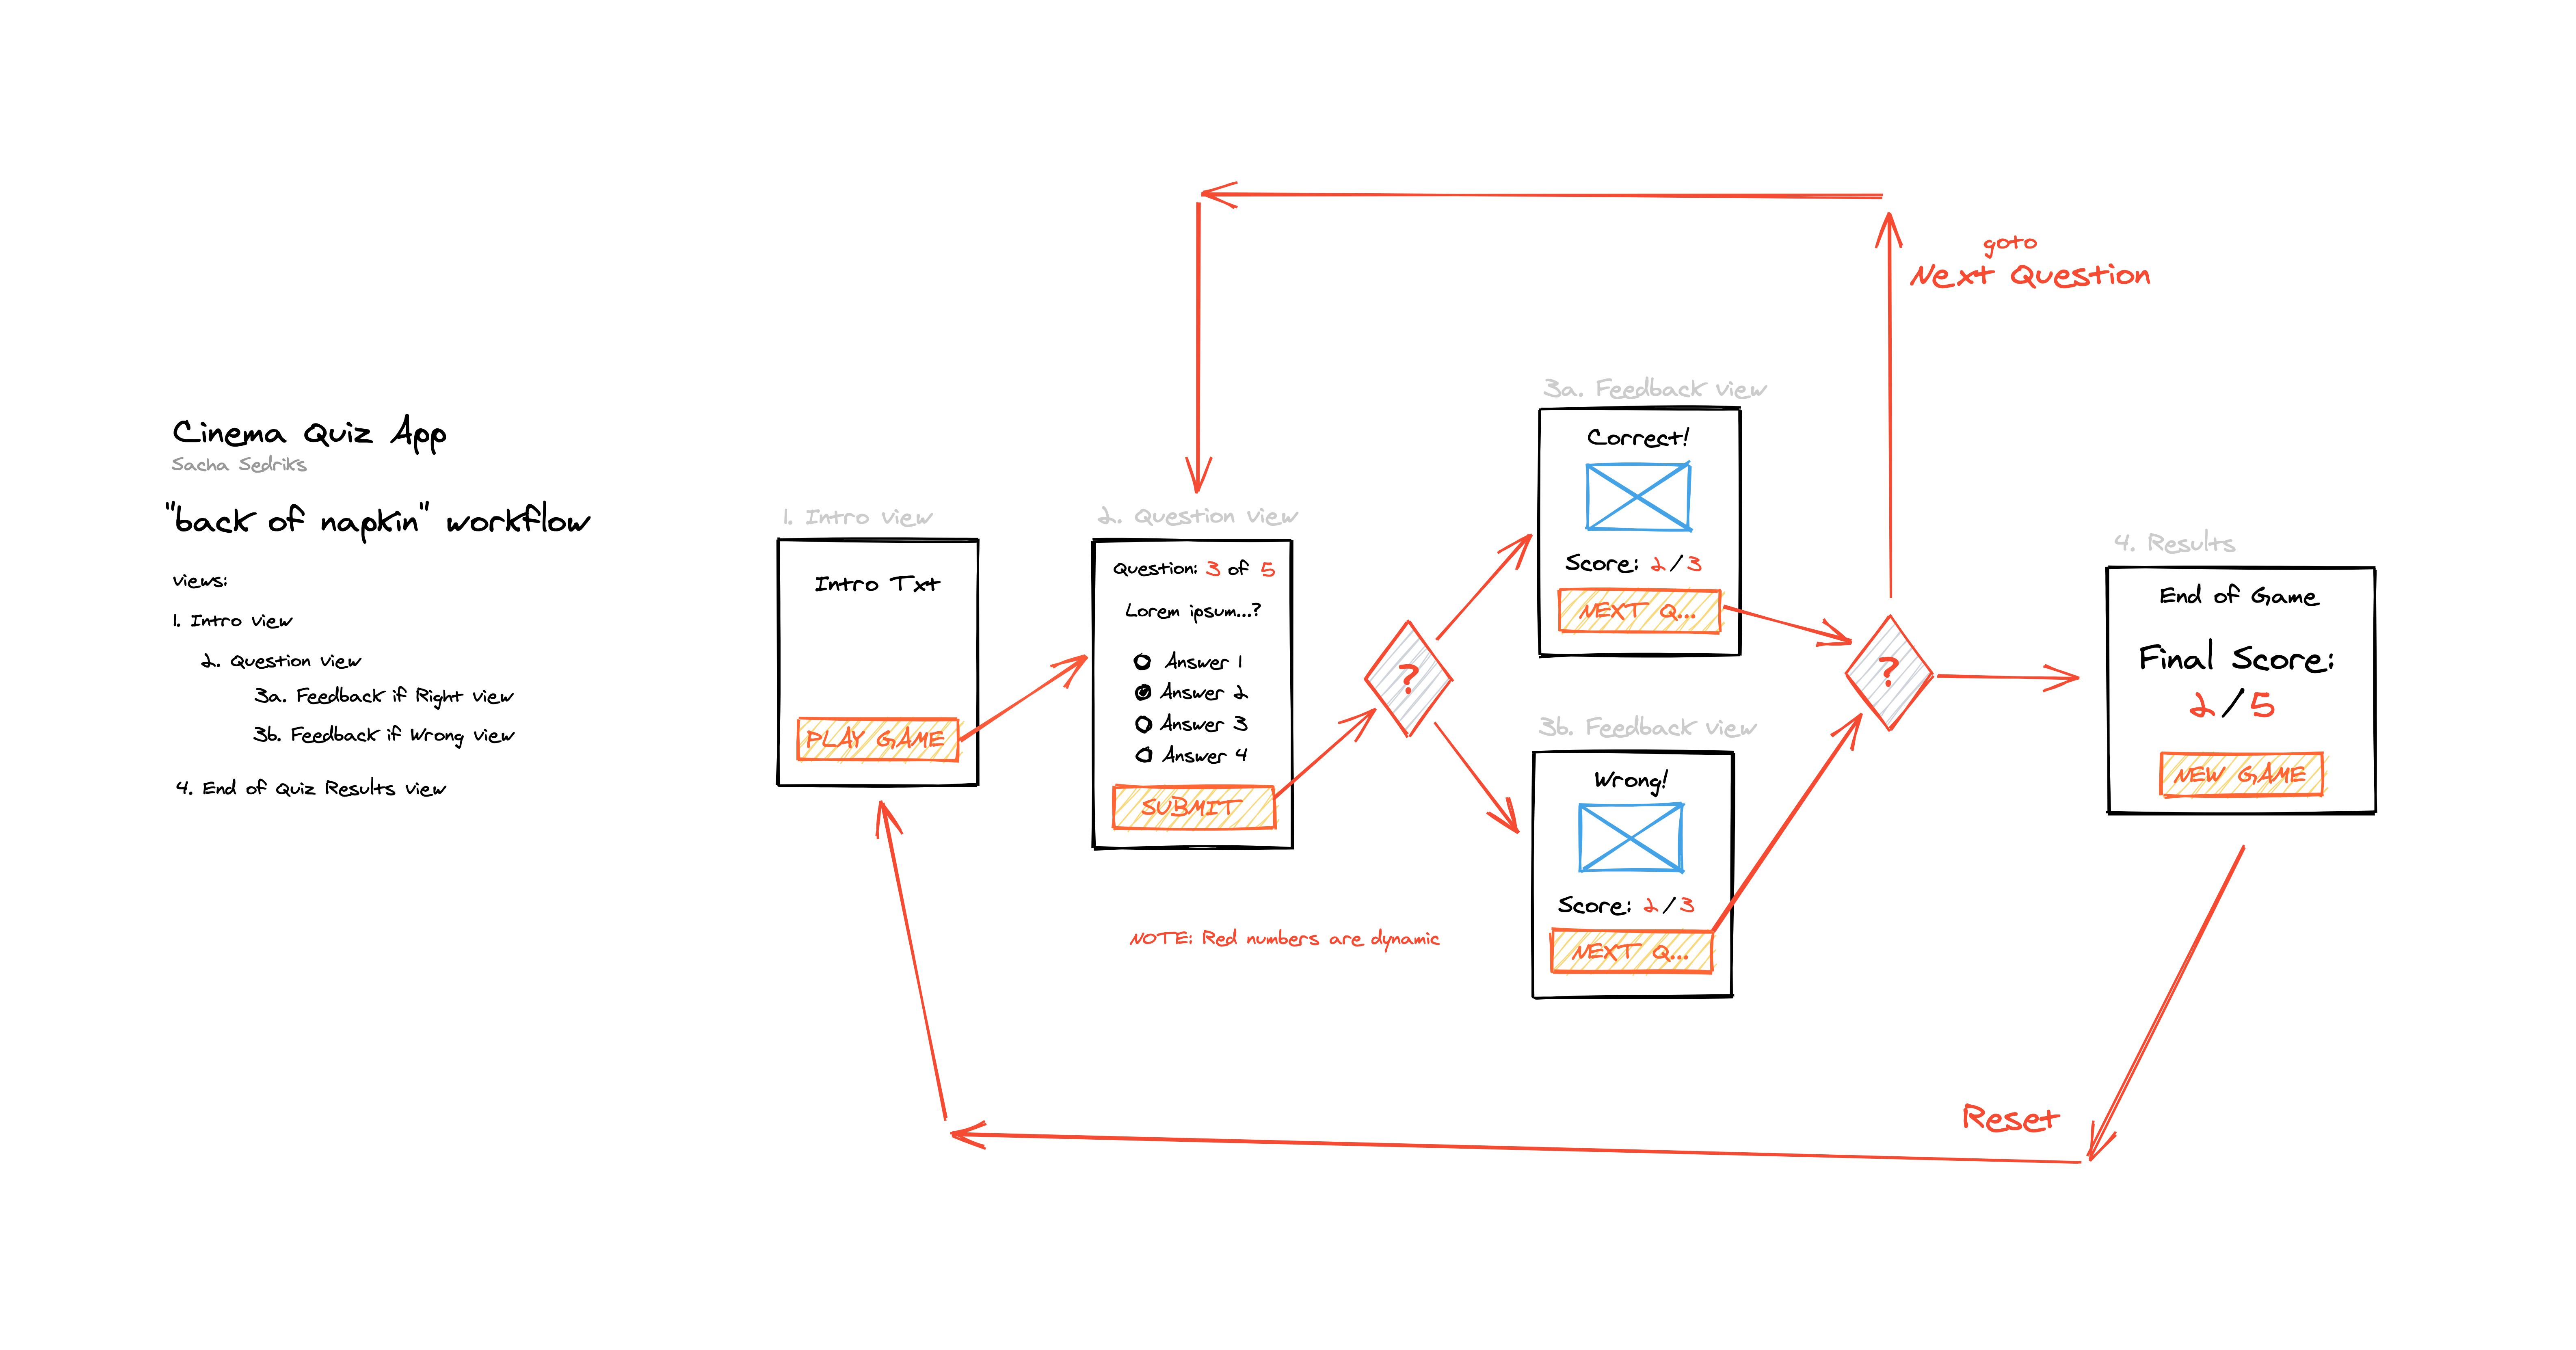 Cinema Quiz App
Sacha Sedriks
"back of napkin" workflow
views:
1. Intro view
2. Question view
3a. Feedback if Right view
3b. Feedback if Wrong view
4. End of Quiz Results view
1. Intro view
Intro Txt
PLAY GAME
2. Question view
Question: 3 of 5
Lorem ipsum...?
Answer 1
Answer 2
Answer 3
Answer 4
SUBMIT
NOTE: Red numbers are dynamic
?
3a. Feedback view
Correct!
Score: 2/3
NEXT Q...
3b. Feedback view
Wrong!
Score: 2/3
NEXT Q...
?
goto
Next Question
4. Results
End of Game
Final Score:
2/5
NEW GAME
Reset